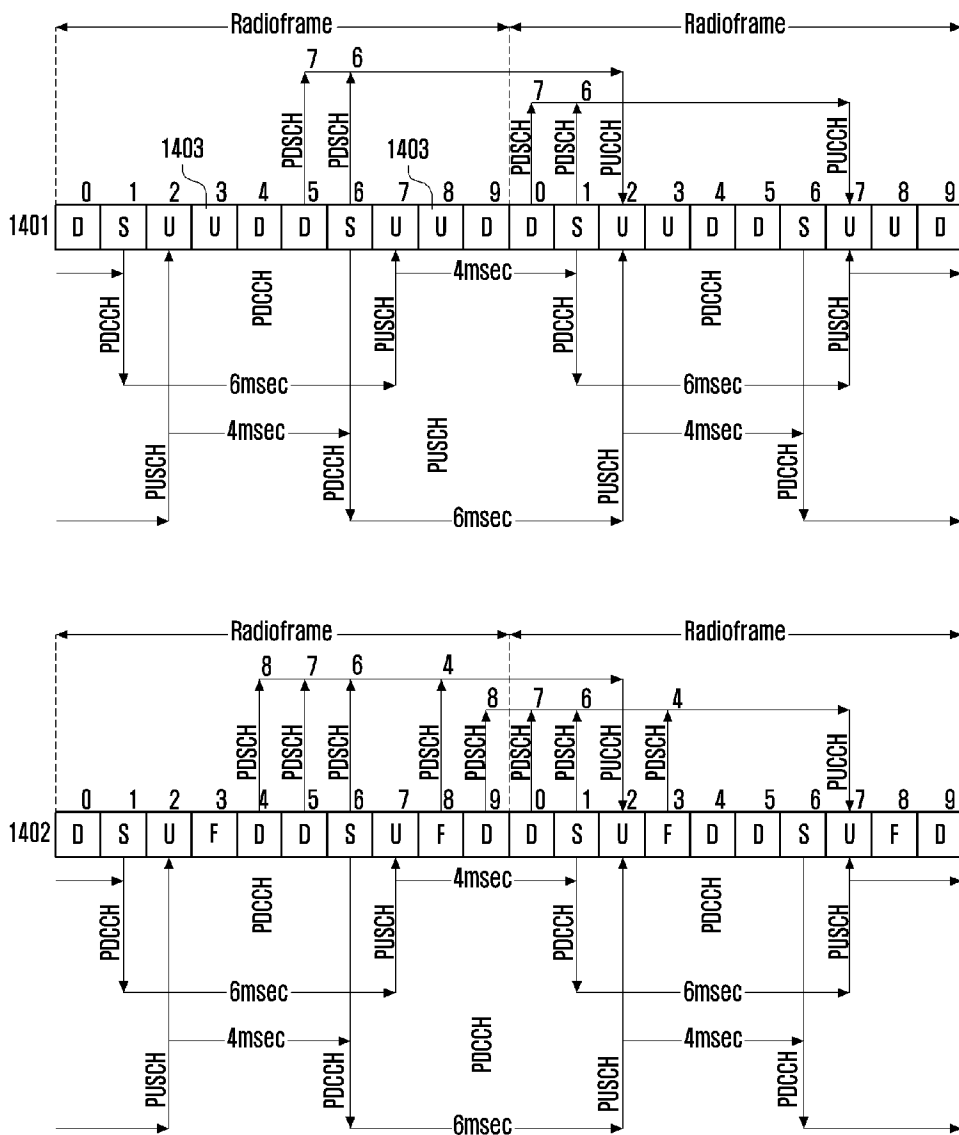 Radioframe Radioframe
7 6
7 6
PDSCH PDSCH PDSCH PDSCH PUCCH PUCCH
1403 1403
0 1 2 3 4 5 6 7 8 9 0 1 2 3 4 5 6 7 8 9
1401 D S U U D D S U U D D S U U D D S U U D
4msec
PDCCH PDCCH PUSCH PDCCH PDCCH PUSCH
6msec 6msec
4msec 4msec
PUSCH PDCCH PUSCH PUSCH PDCCH
6msec
Radioframe Radioframe
8 7 6 4
8 7 6 4
PDSCH PDSCH PDSCH PDSCH PDSCH PDSCH PDSCH PUCCH PDSCH PUCCH
0 1 2 3 4 5 6 7 8 9 0 1 2 3 4 5 6 7 8 9
1402 D S U F D D S U F D D S U F D D S U F D
4msec
PDCCH PDCCH PUSCH PDCCH PDCCH PUSCH
6msec 6msec
4msec PDCCH 4msec
PUSCH PDCCH PUSCH PDCCH
6msec